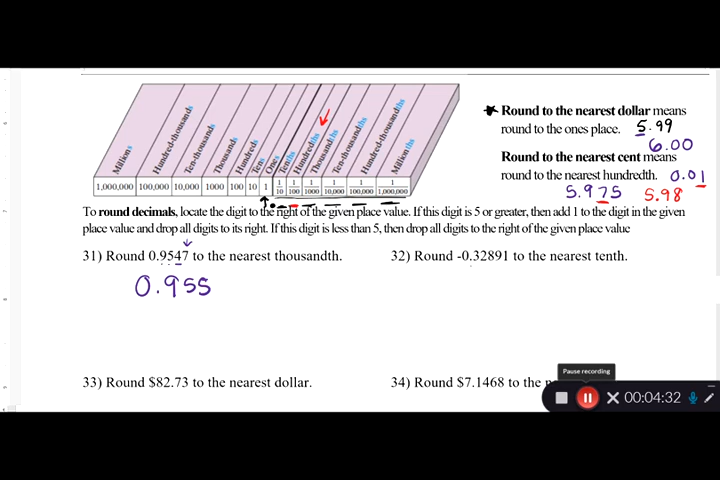 Millions
Hundred-thousands
Ten-thousands
Thousands
Hundreds
Tens
Ones
Tenths
Hundredths
Thousandths
Ten-thousandths
Hundred-thousandths
Millionths
1,000,000 100,000 10,000 1000 100 10 1 1/10 1/100 1/1000 1/10,000 1/100,000 1/1,000,000
★ Round to the nearest dollar means
round to the ones place. 5.99
6.00
Round to the nearest cent means
round to the nearest hundredth. 0.01
5.975 5.98
To round decimals, locate the digit to the right of the given place value. If this digit is 5 or greater, then add 1 to the digit in the given
place value and drop all digits to its right. If this digit is less than 5, then drop all digits to the right of the given place value
31) Round 0.9547 to the nearest thousandth.
0.955
32) Round -0.32891 to the nearest tenth.
33) Round $82.73 to the nearest dollar.
34) Round $7.1468 to the n
Pause recording
00:04:32